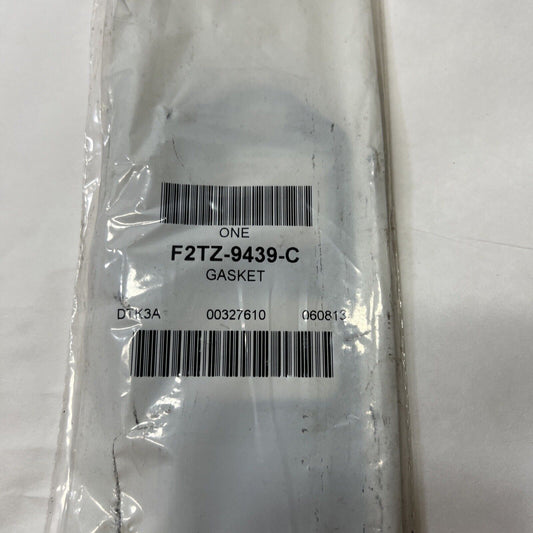 ONE
F2TZ-9439-C
GASKET
DTK3A 00327610 060813